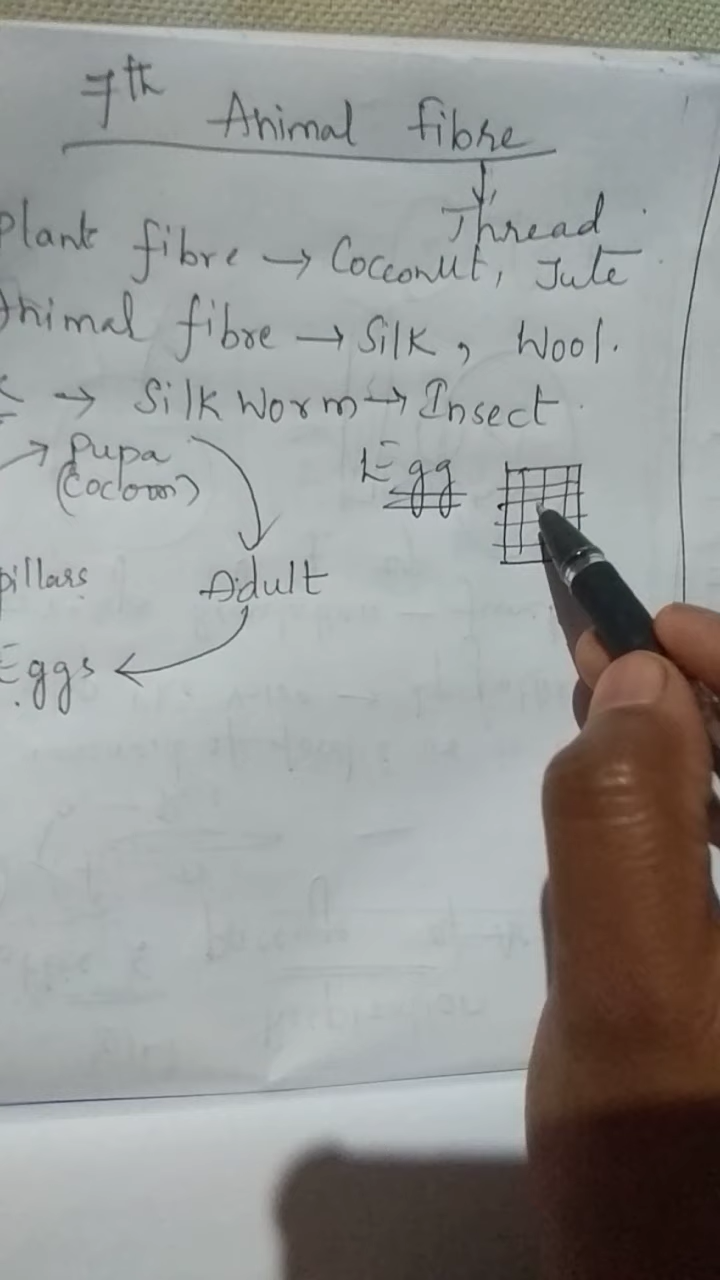 7th Animal fibre
Thread
Plant fibre → Coconut, Jute
Animal fibre → Silk, Wool.
→ Silk Worm → Insect
→ Pupa
(Cocoon)
Egg
pillars
Adult
Eggs